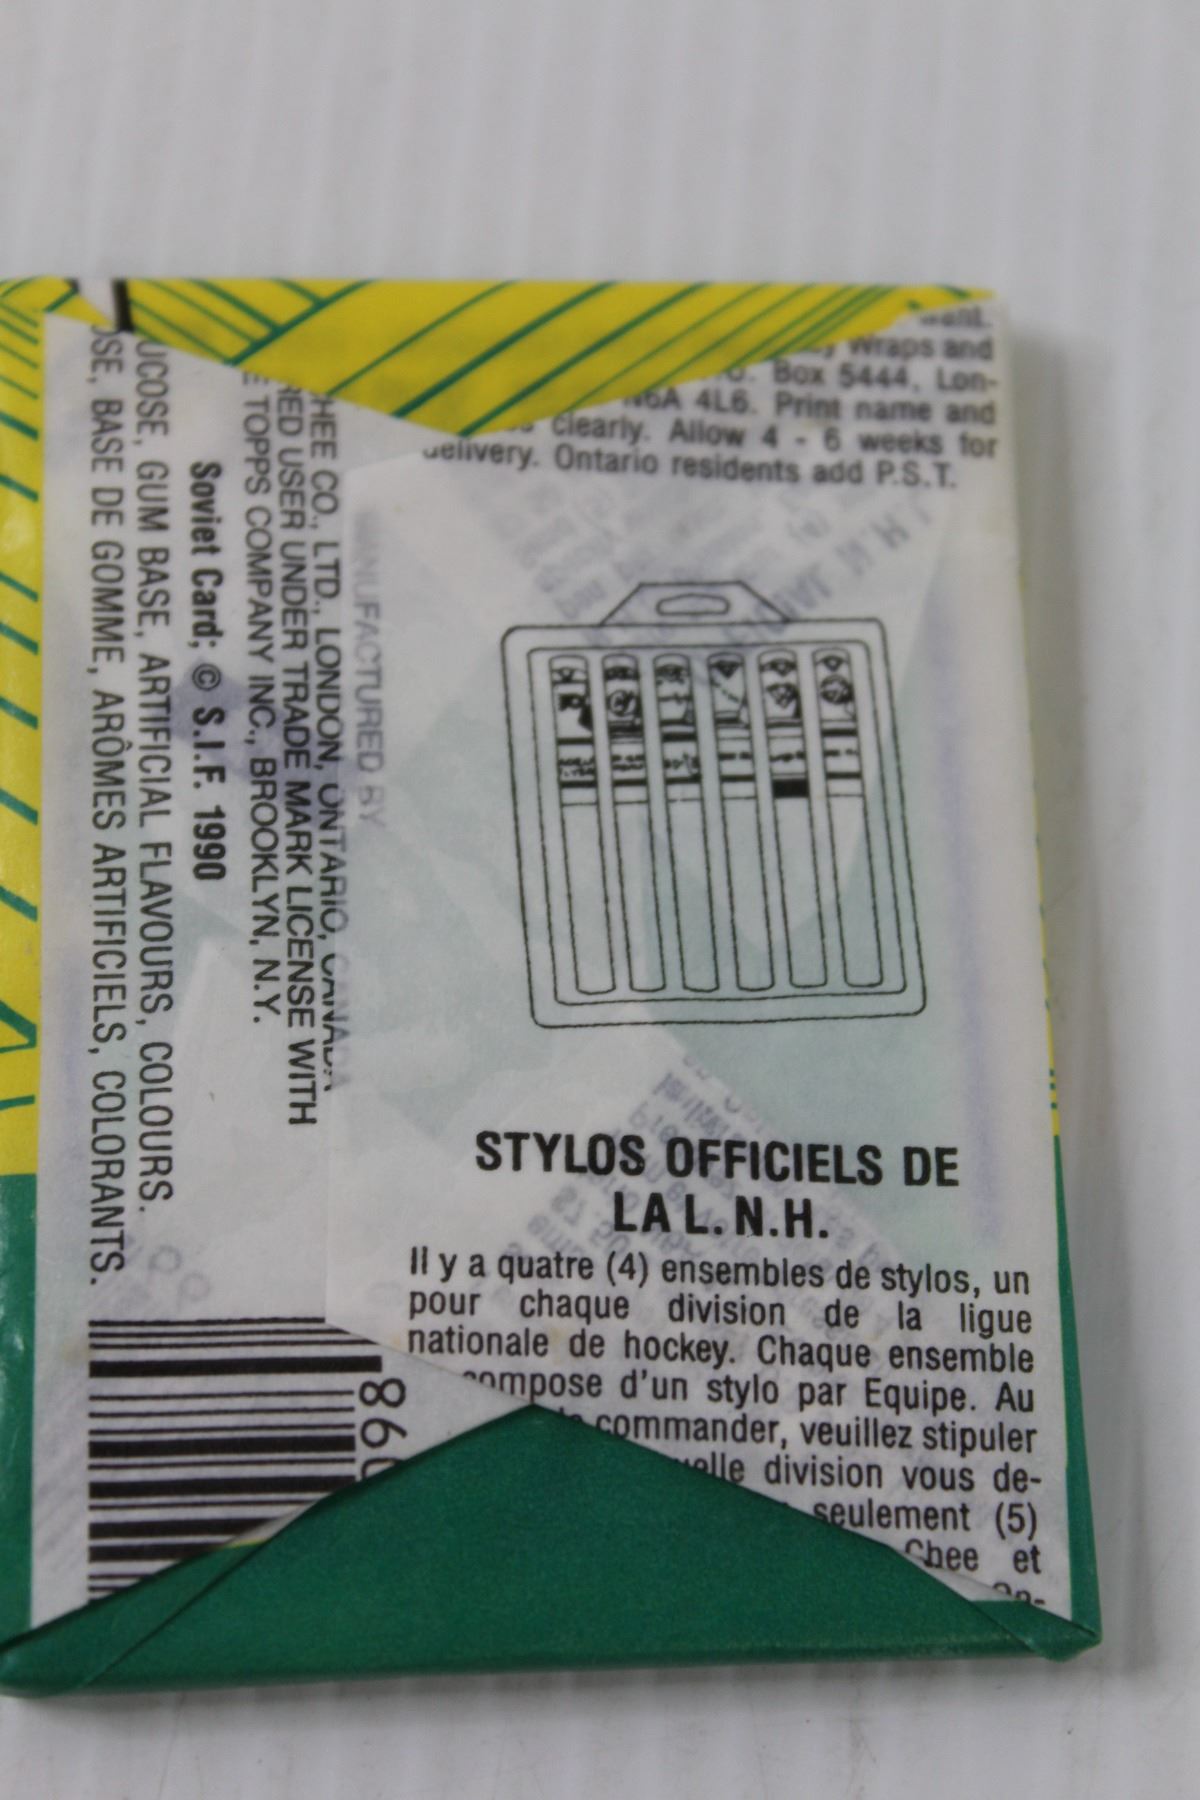 Wraps and
Box 5444, Lon-
N6A 4L6. Print name and
clearly. Allow 4 - 6 weeks for
delivery. Ontario residents add P.S.T.
STYLOS OFFICIELS DE
LA L.N.H.
Il y a quatre (4) ensembles de stylos, un
pour chaque division de la ligue
nationale de hockey. Chaque ensemble
compose d'un stylo par Equipe. Au
commander, veuillez stipuler
division vous de-
seulement (5)
Chee et
MANUFACTURED BY
CHEE CO., LTD., LONDON, ONTARIO, CANADA
USER UNDER TRADE MARK LICENSE WITH
TOPPS COMPANY INC., BROOKLYN, N.Y.
Soviet Card; © S.I.F. 1990
UCOSE, GUM BASE, ARTIFICIAL FLAVOURS, COLOURS.
OSE, BASE DE GOMME, ARÔMES ARTIFICIELS, COLORANTS.